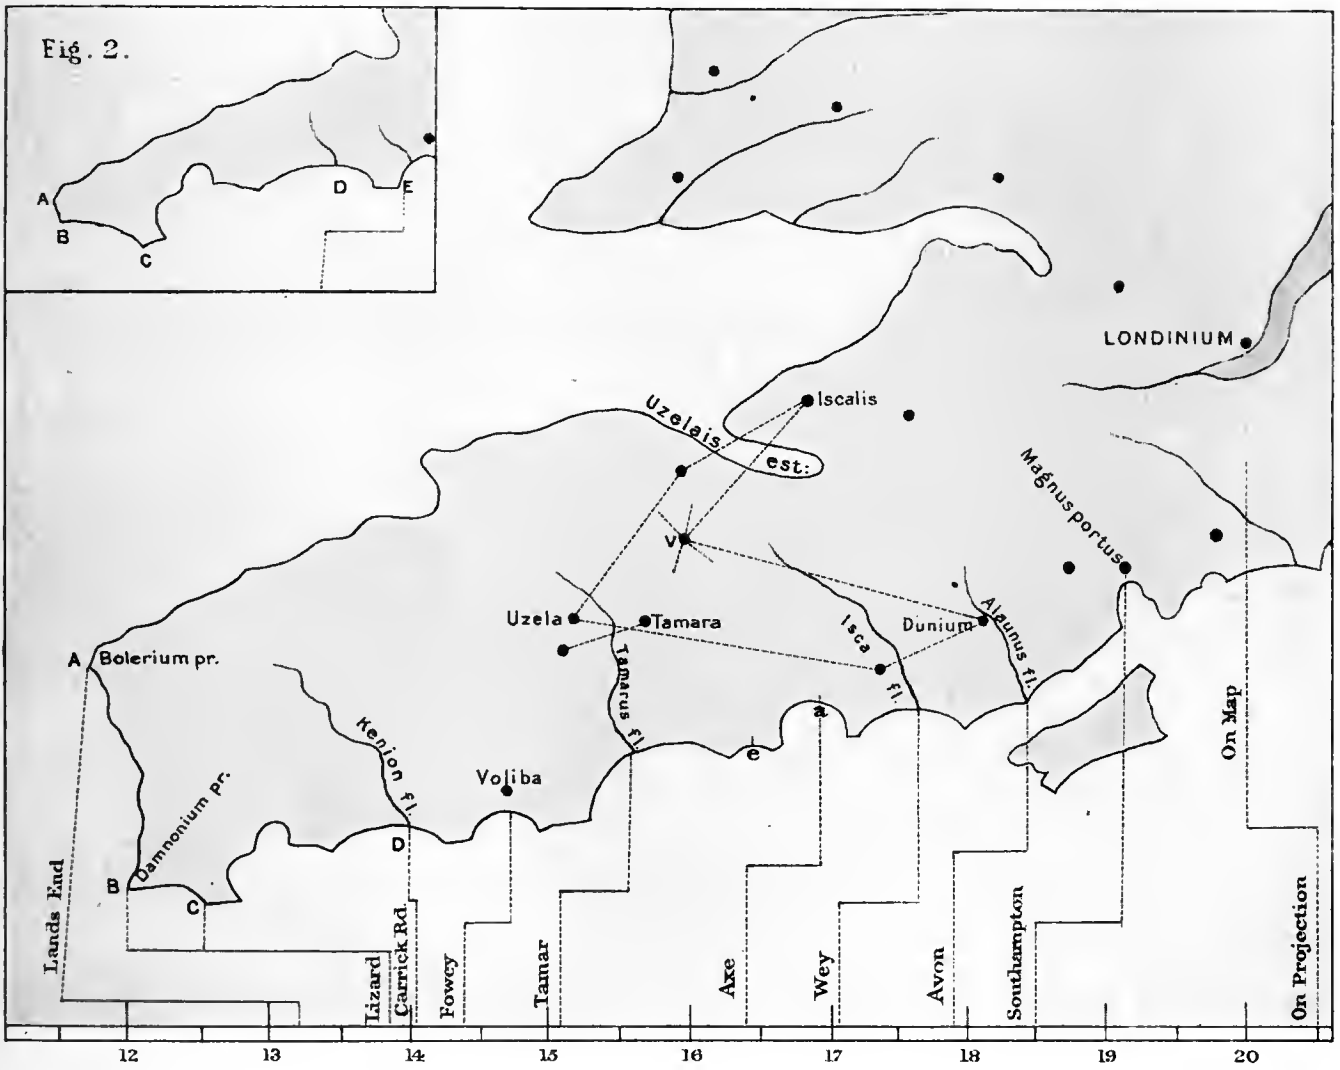 Fig. 2.
A
B
C
D
E
LONDINIUM
Iscalis
Uzelais
est:
Magnus portus
V
Uzela
Tamara
Dunium
Alaunus fl.
Isca fl.
Tamarus fl.
A
Bolerium pr.
Kenion fl.
a
e
On Map
Voliba
Damnonium pr.
D
B
C
Lands End
Lizard
Carrick Rd.
Fowey
Tamar
Axe
Wey
Avon
Southampton
On Projection
12 13 14 15 16 17 18 19 20